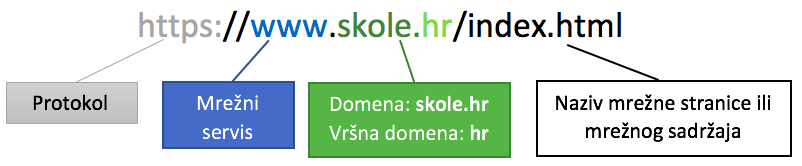 https://www.skole.hr/index.html
Protokol
Mrežni
servis
Domena: skole.hr
Vršna domena: hr
Naziv mrežne stranice ili
mrežnog sadržaja